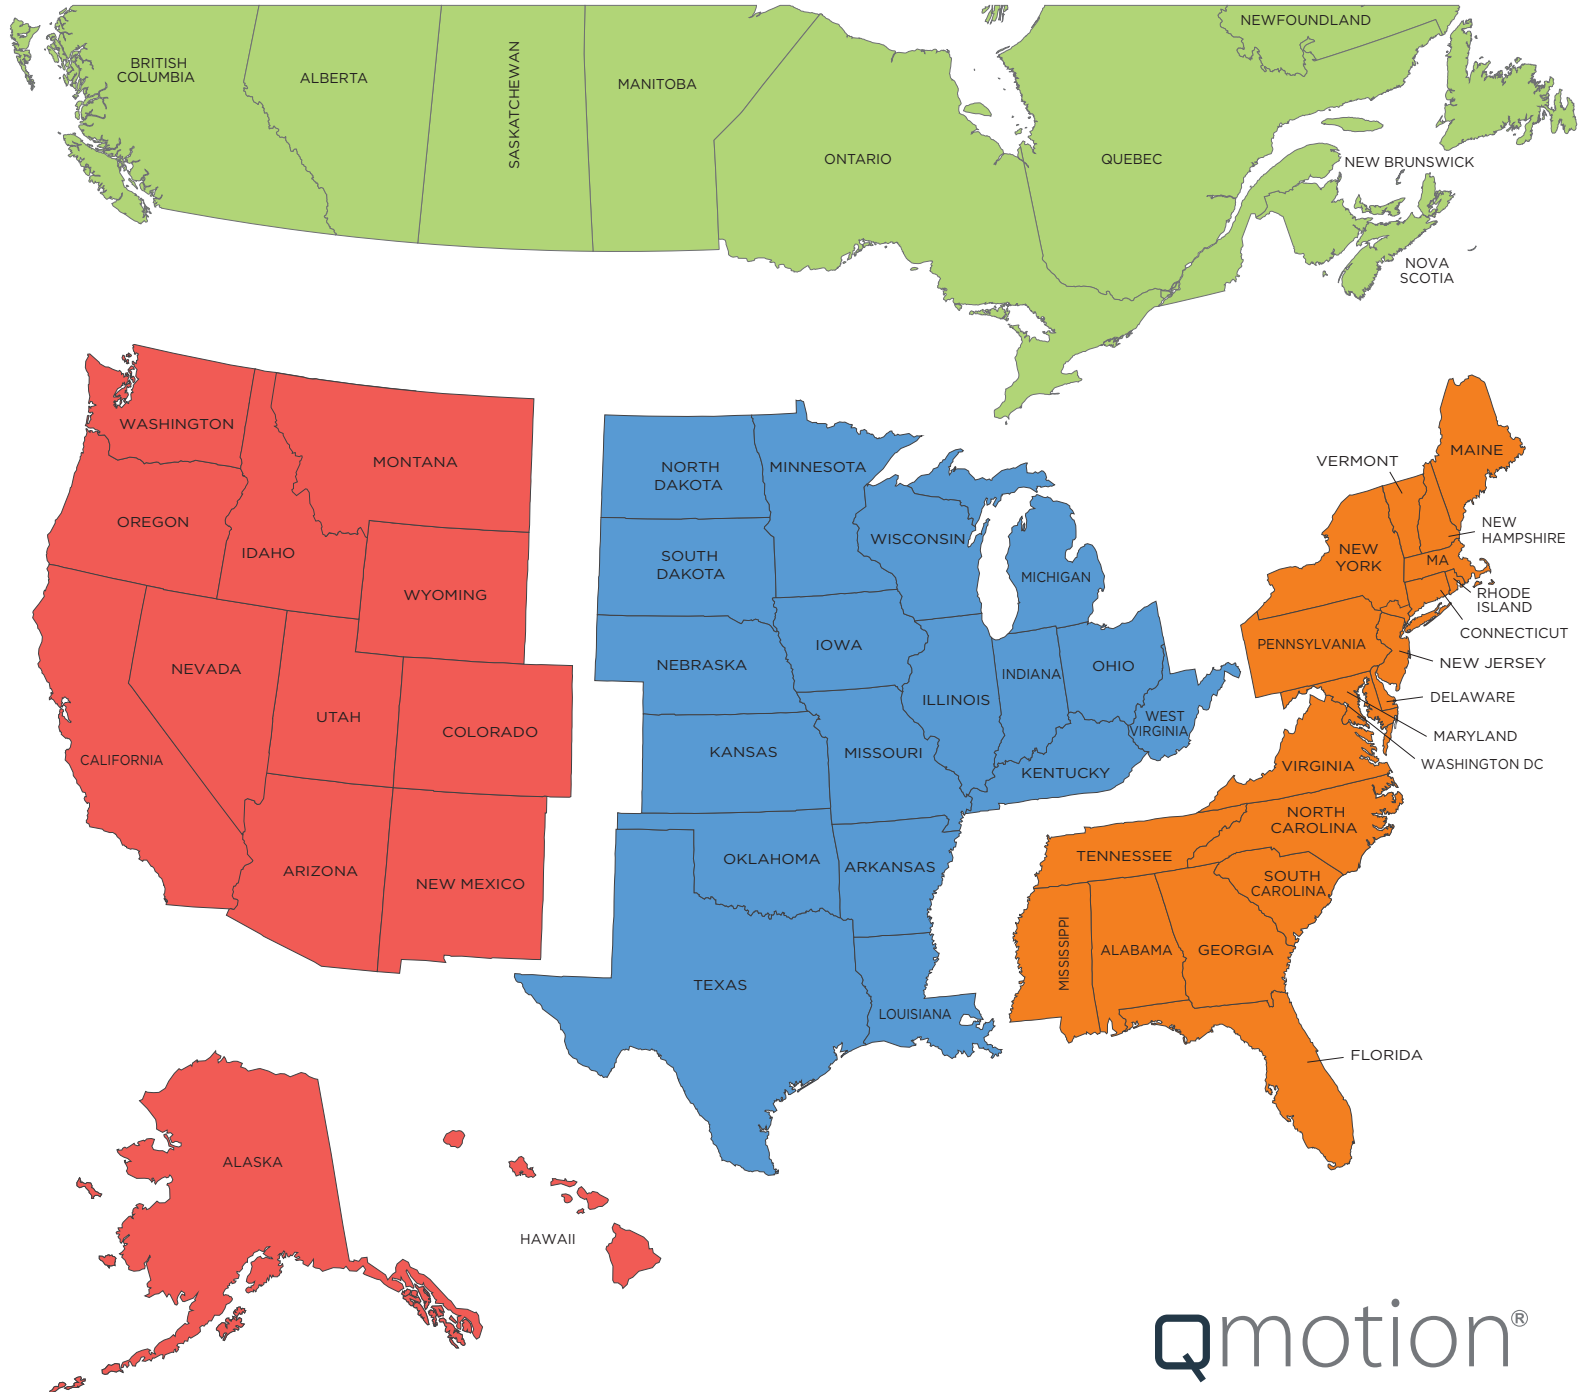 NEWFOUNDLAND
BRITISH
COLUMBIA
ALBERTA
SASKATCHEWAN
MANITOBA
ONTARIO
QUEBEC
NEW BRUNSWICK
NOVA
SCOTIA
WASHINGTON
MONTANA
OREGON
IDAHO
WYOMING
NEVADA
UTAH
COLORADO
CALIFORNIA
ARIZONA
NEW MEXICO
NORTH
DAKOTA
MINNESOTA
SOUTH
DAKOTA
WISCONSIN
MICHIGAN
NEBRASKA
IOWA
ILLINOIS
INDIANA
OHIO
WEST
VIRGINIA
KANSAS
MISSOURI
KENTUCKY
OKLAHOMA
ARKANSAS
TEXAS
LOUISIANA
MAINE
VERMONT
NEW
HAMPSHIRE
NEW
YORK
MA
RHODE
ISLAND
CONNECTICUT
PENNSYLVANIA
NEW JERSEY
DELAWARE
MARYLAND
WASHINGTON DC
VIRGINIA
NORTH
CAROLINA
TENNESSEE
SOUTH
CAROLINA
MISSISSIPPI
ALABAMA
GEORGIA
FLORIDA
ALASKA
HAWAII
Qmotion®